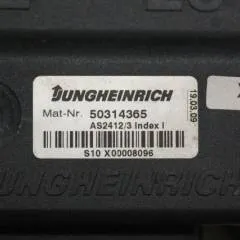 JUNGHEINRICH
Mat-Nr. 50314365
AS2412/3 Index I
S10 X00008096
19.03.09
JUNGHEINRICH